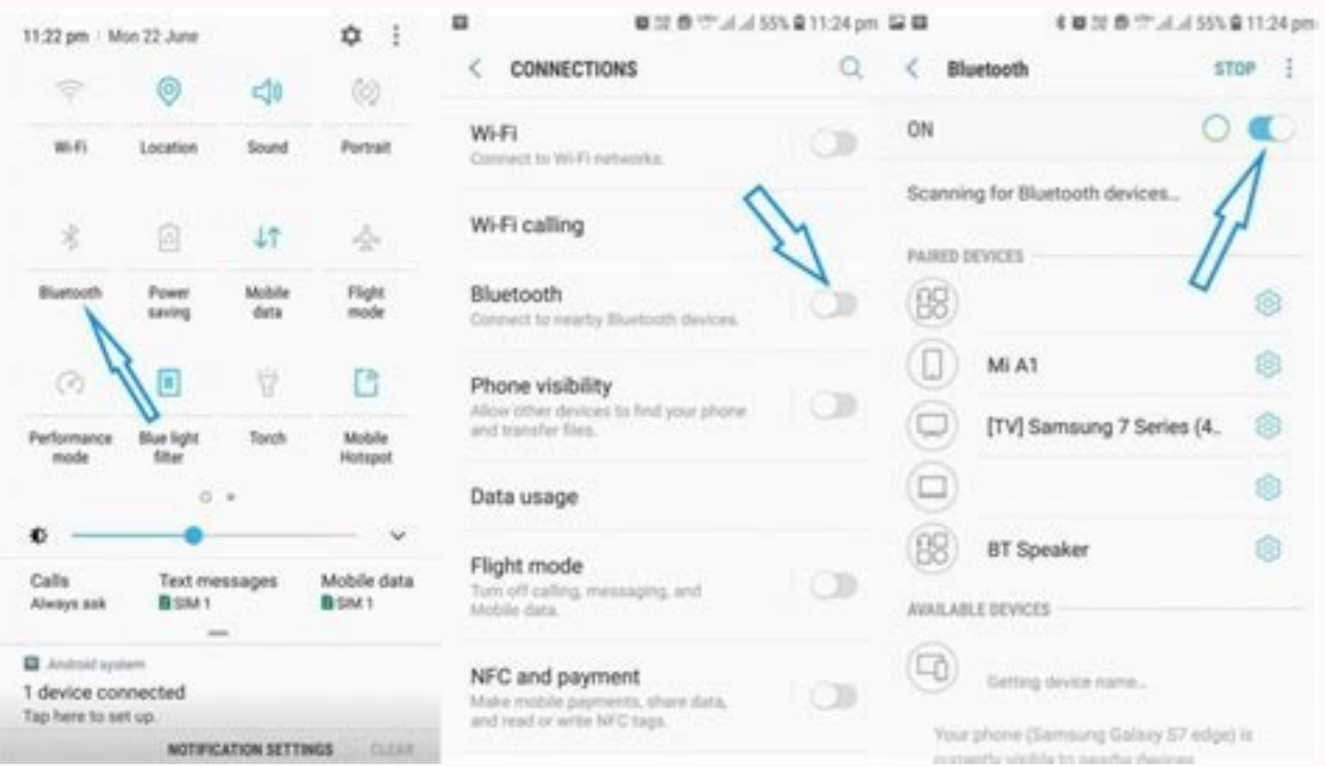 11:22 pm Mon 22 June
Wi-Fi Location Sound Portrait
Bluetooth Power saving Mobile data Flight mode
Performance mode Blue light filter Torch Mobile Hotspot
Calls Text messages Mobile data
Always ask SIM 1 SIM 1
Android system
1 device connected
Tap here to set up.
NOTIFICATION SETTINGS CLEAR
55% 11:24 pm
CONNECTIONS
Wi-Fi
Connect to Wi-Fi networks.
Wi-Fi calling
Bluetooth
Connect to nearby Bluetooth devices.
Phone visibility
Allow other devices to find your phone
and transfer files.
Data usage
Flight mode
Turn off calling, messaging, and
Mobile data.
NFC and payment
Make mobile payments, share data,
and read or write NFC tags.
55% 11:24 pm
Bluetooth STOP
ON
Scanning for Bluetooth devices...
PAIRED DEVICES
Mi A1
[TV] Samsung 7 Series (4..
BT Speaker
AVAILABLE DEVICES
Getting device name...
Your phone (Samsung Galaxy S7 edge) is
currently visible to nearby devices